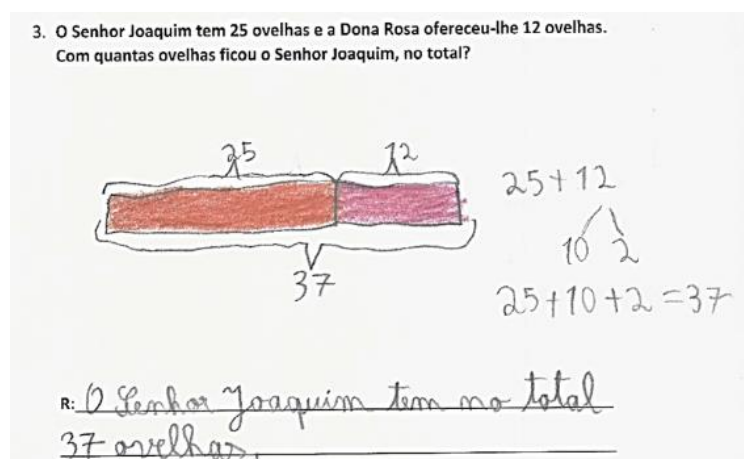 3. O Senhor Joaquim tem 25 ovelhas e a Dona Rosa ofereceu-lhe 12 ovelhas.
Com quantas ovelhas ficou o Senhor Joaquim, no total?
25 12
37
25+12
10 2
25+10+2=37
R: O Senhor Joaquim tem no total
37 ovelhas.